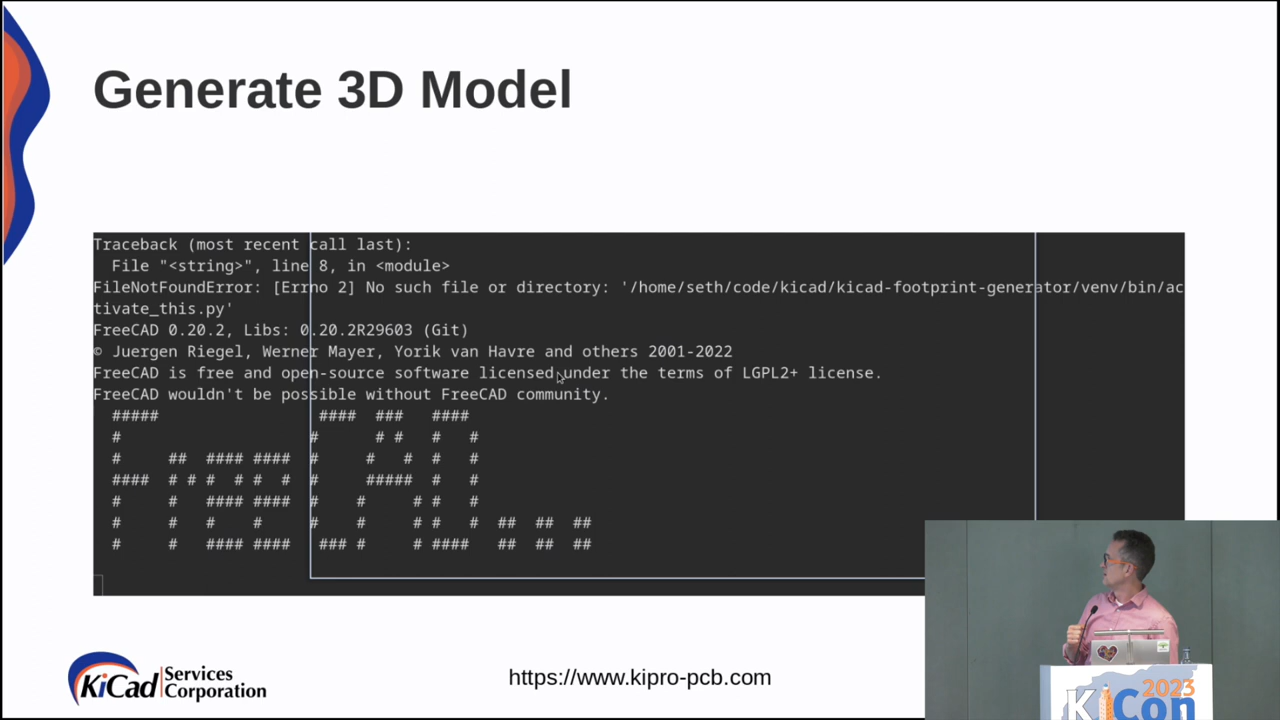 Generate 3D Model
Traceback (most recent call last):
  File "<string>", line 8, in <module>
FileNotFoundError: [Errno 2] No such file or directory: '/home/seth/code/kicad/kicad-footprint-generator/venv/bin/ac
tivate_this.py'
FreeCAD 0.20.2, Libs: 0.20.2R29603 (Git)
© Juergen Riegel, Werner Mayer, Yorik van Havre and others 2001-2022
FreeCAD is free and open-source software licensed under the terms of LGPL2+ license.
FreeCAD wouldn't be possible without FreeCAD community.
  #####                 ####  ###   ####
  #                    #      # #   #   #
  #     ##  #### ####  #     #   #  #   #
  ####  # # #  # #  #  #     #####  #   #
  #     #   #### ####  #    #     # #   #
  #     #   #    #     #    #     # #   #  ##  ##  ##
  #     #   #### ####   ### #     # ####   ##  ##  ##
KiCad Services
Corporation
https://www.kipro-pcb.com
2023
KiCon